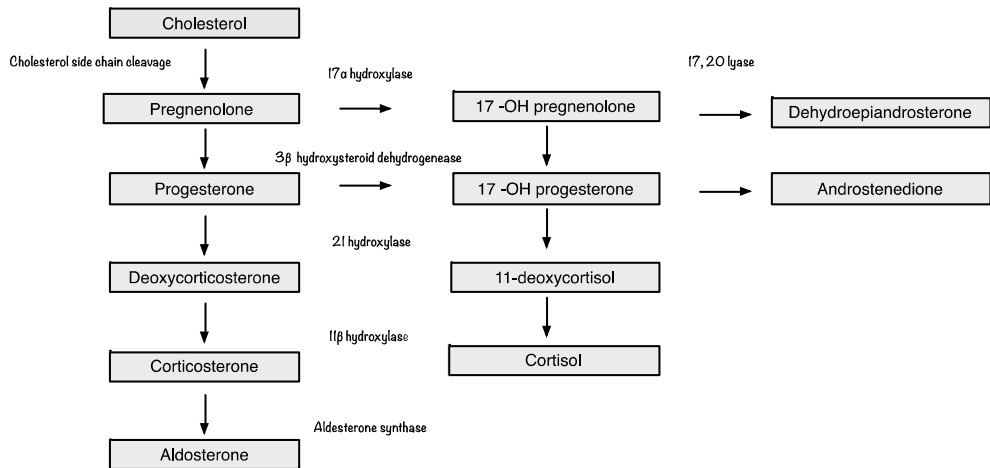 Cholesterol
Cholesterol side chain cleavage
17α hydroxylase
17, 20 lyase
Pregnenolone
17 -OH pregnenolone
Dehydroepiandrosterone
3β hydroxysteroid dehydrogenease
Progesterone
17 -OH progesterone
Androstenedione
21 hydroxylase
Deoxycorticosterone
11-deoxycortisol
11β hydroxylase
Corticosterone
Cortisol
Aldesterone synthase
Aldosterone